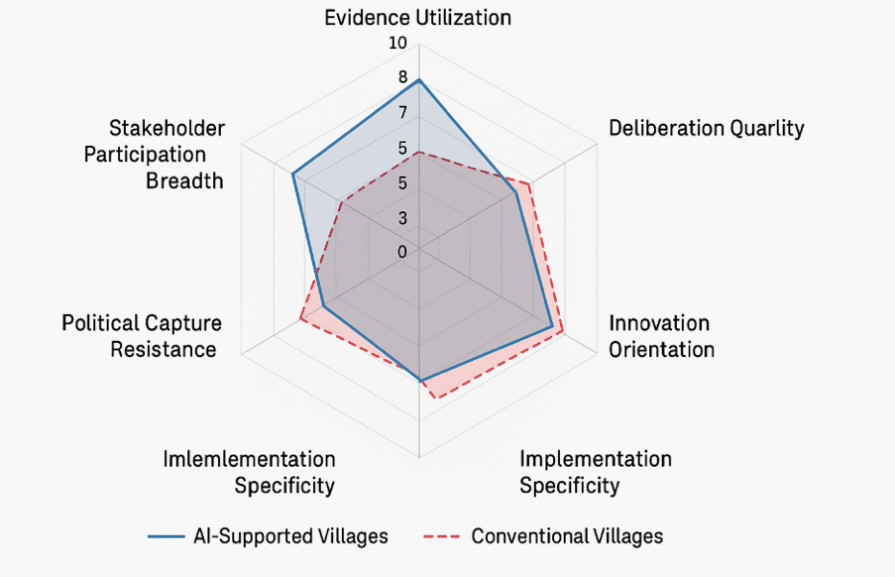 Evidence Utilization
10
8
7
5
5
3
0
Stakeholder
Participation
Breadth
Deliberation Quarlity
Political Capture
Resistance
Innovation
Orientation
Imlemlementation
Specificity
Implementation
Specificity
AI-Supported Villages
Conventional Villages